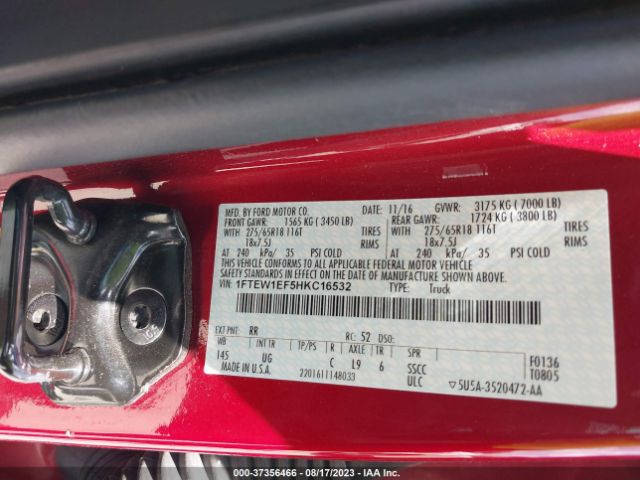 MFD. BY FORD MOTOR CO.
DATE: 11/16 GVWR: 3175 KG ( 7000 LB)
FRONT GAWR: 1565 KG ( 3450 LB) REAR GAWR: 1724 KG ( 3800 LB)
WITH 275/65R18 116T TIRES WITH 275/65R18 116T TIRES
18x7.5J RIMS 18x7.5J RIMS
AT 240 kPa/ 35 PSI COLD AT 240 kPa/ 35 PSI COLD
THIS VEHICLE CONFORMS TO ALL APPLICABLE FEDERAL MOTOR VEHICLE
SAFETY STANDARDS IN EFFECT ON THE DATE OF MANUFACTURE SHOWN ABOVE.
VIN: 1FTEW1EF5HKC16532 TYPE: Truck
EXT PNT: RR RC: 52 DSO:
WB INT TR TP/PS R AXLE TR SPR F0136
145 UG C L9 6 SSCC T0805
MADE IN U.S.A. 2201611148033 ULC ▽5U5A-3520472-AA
000-37356466 - 08/17/2023 - IAA Inc.